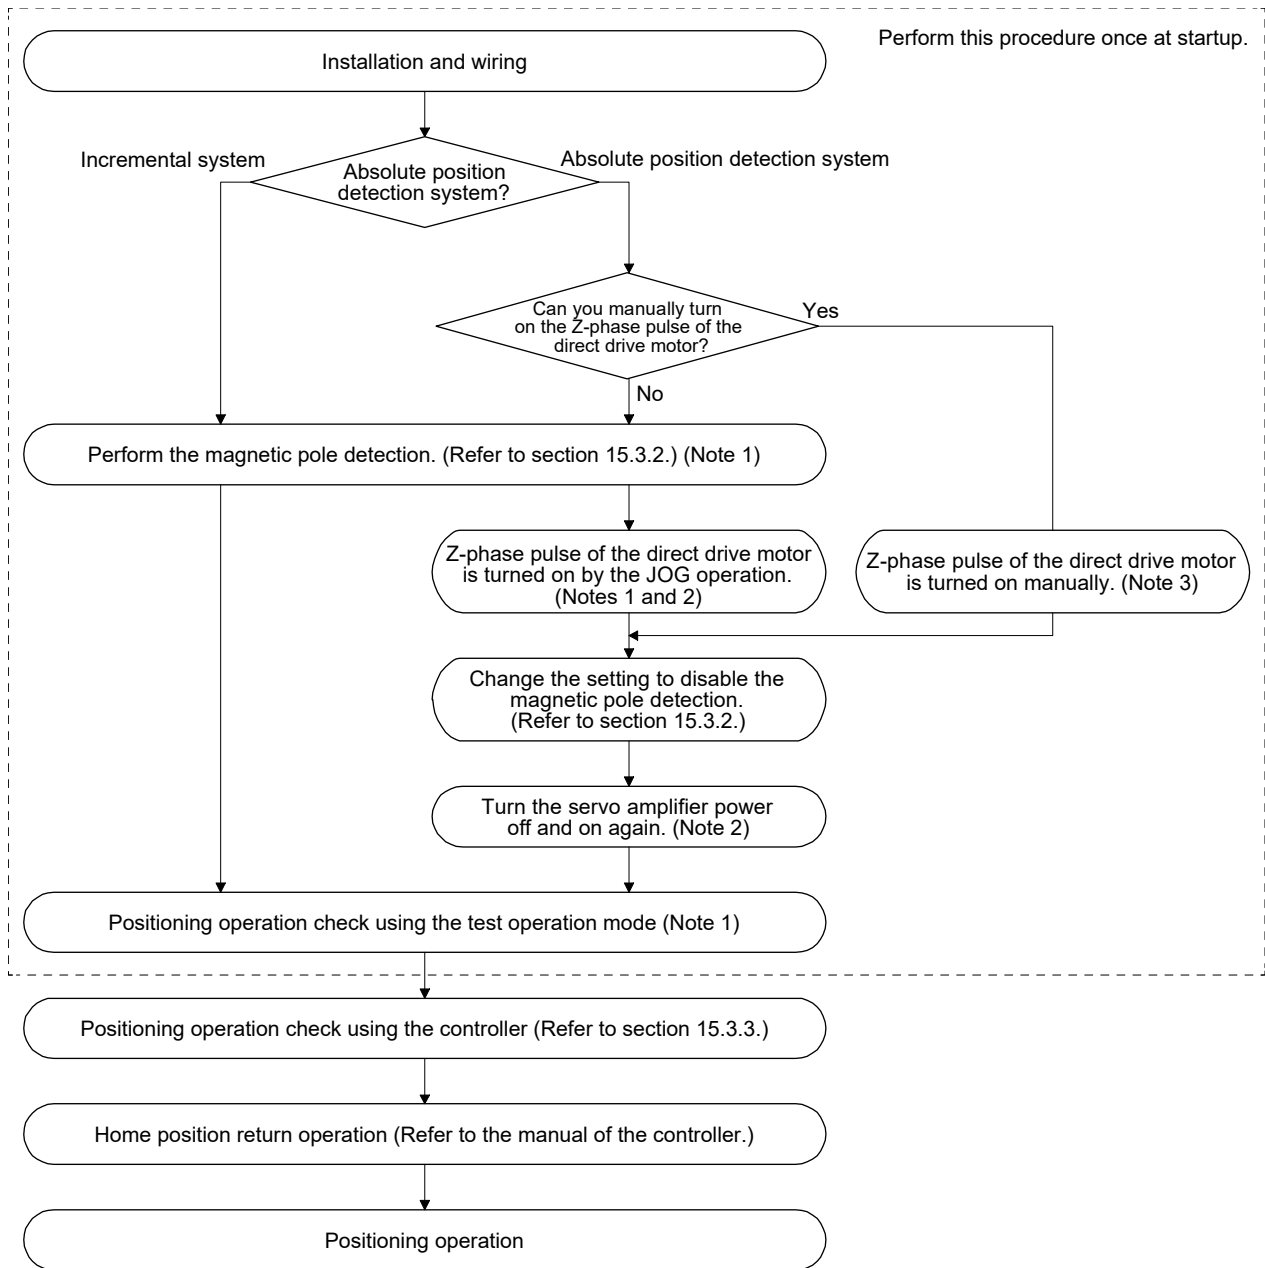 Perform this procedure once at startup.
Installation and wiring
Incremental system
Absolute position detection system
Absolute position
detection system?
Can you manually turn
on the Z-phase pulse of the
direct drive motor?
Yes
No
Perform the magnetic pole detection. (Refer to section 15.3.2.) (Note 1)
Z-phase pulse of the direct drive motor
is turned on by the JOG operation.
(Notes 1 and 2)
Z-phase pulse of the direct drive motor
is turned on manually. (Note 3)
Change the setting to disable the
magnetic pole detection.
(Refer to section 15.3.2.)
Turn the servo amplifier power
off and on again. (Note 2)
Positioning operation check using the test operation mode (Note 1)
Positioning operation check using the controller (Refer to section 15.3.3.)
Home position return operation (Refer to the manual of the controller.)
Positioning operation